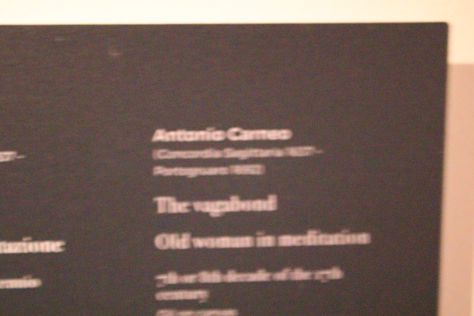 Antonio Carneo
(Concordia Sagittaria 1637–
Portogruaro 1692)
The vagabond
Old woman in meditation
7th or 8th decade of the 17th
century